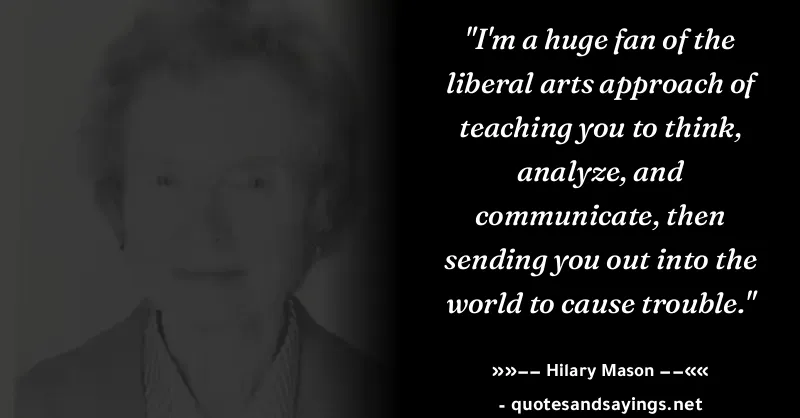 "I'm a huge fan of the
liberal arts approach of
teaching you to think,
analyze, and
communicate, then
sending you out into the
world to cause trouble."
»»–– Hilary Mason ––««
- quotesandsayings.net